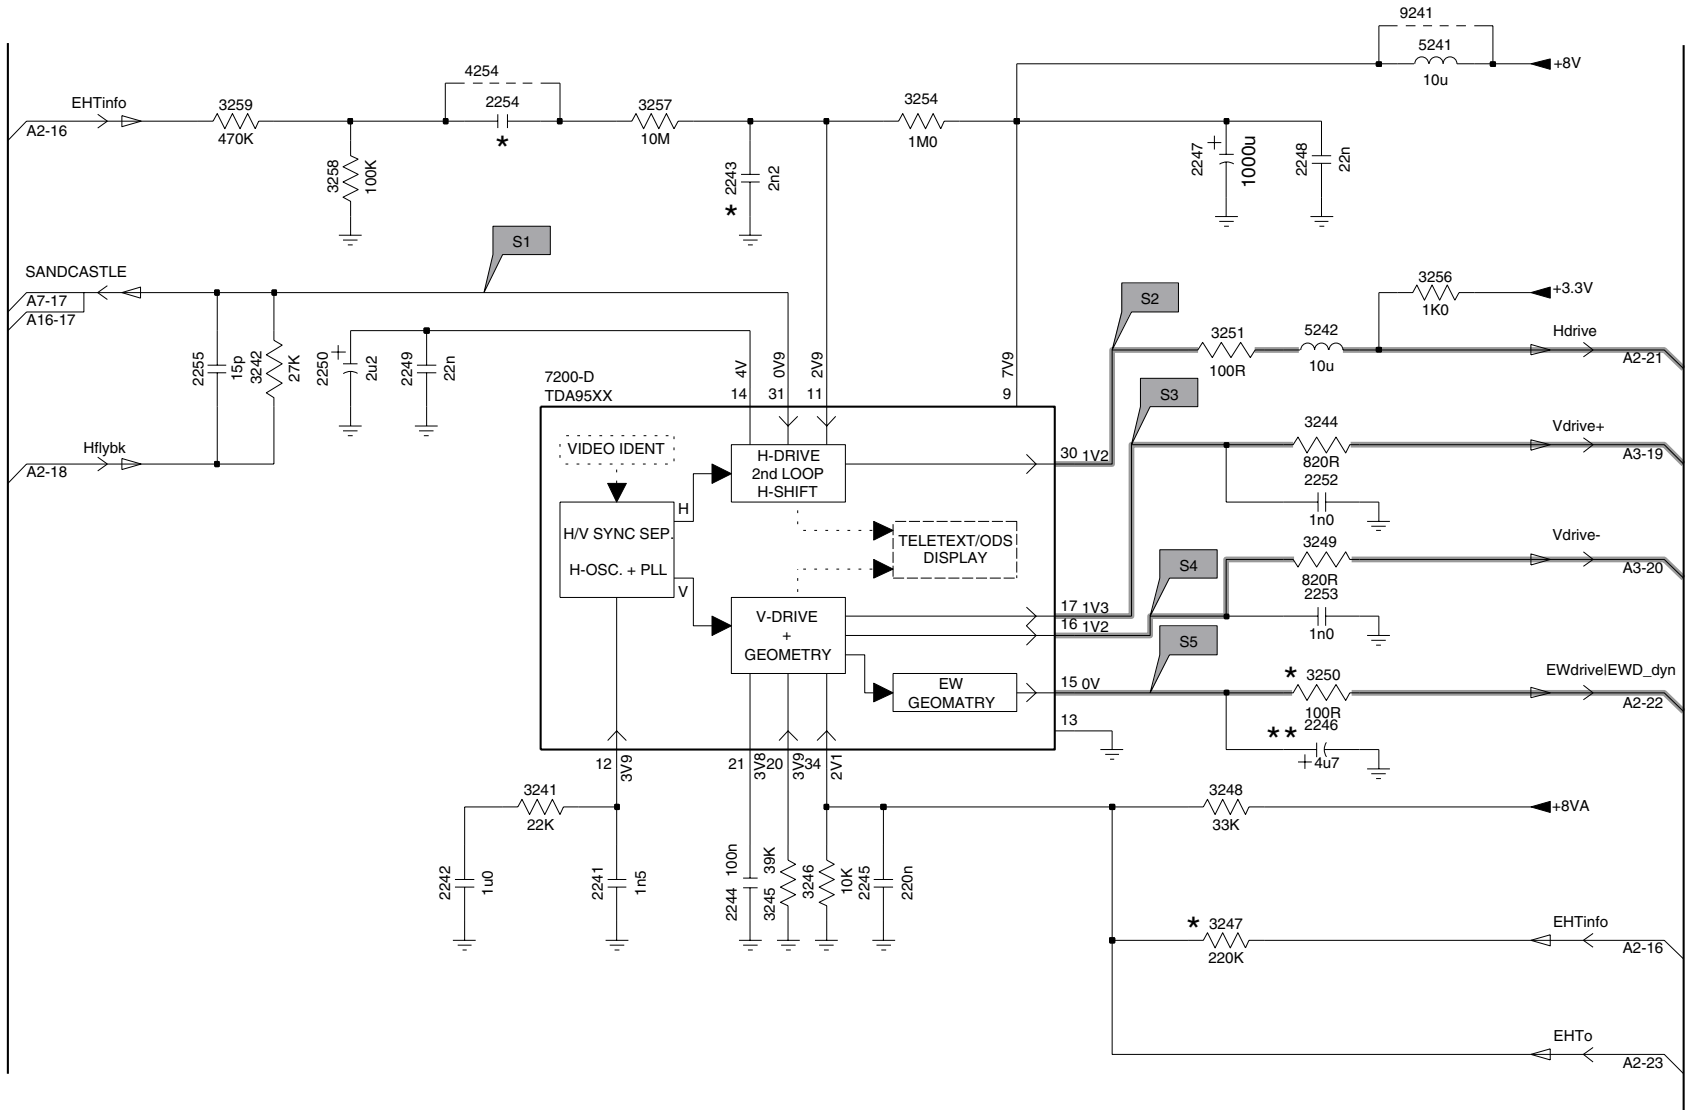 9241
5241
10u
+8V
EHTinfo
A2-16
3259
470K
4254
2254
*
3257
10M
3254
1M0
3258
100K
2243
2n2
*
2247
+
1000u
2248
22n
SANDCASTLE
A7-17
A16-17
S1
S2
3256
1K0
+3.3V
2255
15p
3242
27K
2250
+
2u2
2249
22n
4V
0V9
2V9
7V9
3251
100R
5242
10u
Hdrive
A2-21
7200-D
TDA95XX
14
31
11
9
S3
Hflybk
A2-18
VIDEO IDENT
H-DRIVE
2nd LOOP
H-SHIFT
30 1V2
3244
820R
Vdrive+
A3-19
2252
1n0
H/V SYNC SEP.
H-OSC. + PLL
H
V
TELETEXT/ODS
DISPLAY
S4
3249
820R
Vdrive-
A3-20
2253
1n0
V-DRIVE
+
GEOMETRY
17 1V3
16 1V2
S5
EW
GEOMATRY
15 0V
*
3250
100R
EWdrive|EWD_dyn
A2-22
13
**
2246
+4u7
12
3V9
21
3V8
20
3V9
34
2V1
3241
22K
3248
33K
+8VA
2242
1u0
2241
1n5
2244
100n
3245
39K
3246
10K
2245
220n
*
3247
220K
EHTinfo
A2-16
EHTo
A2-23